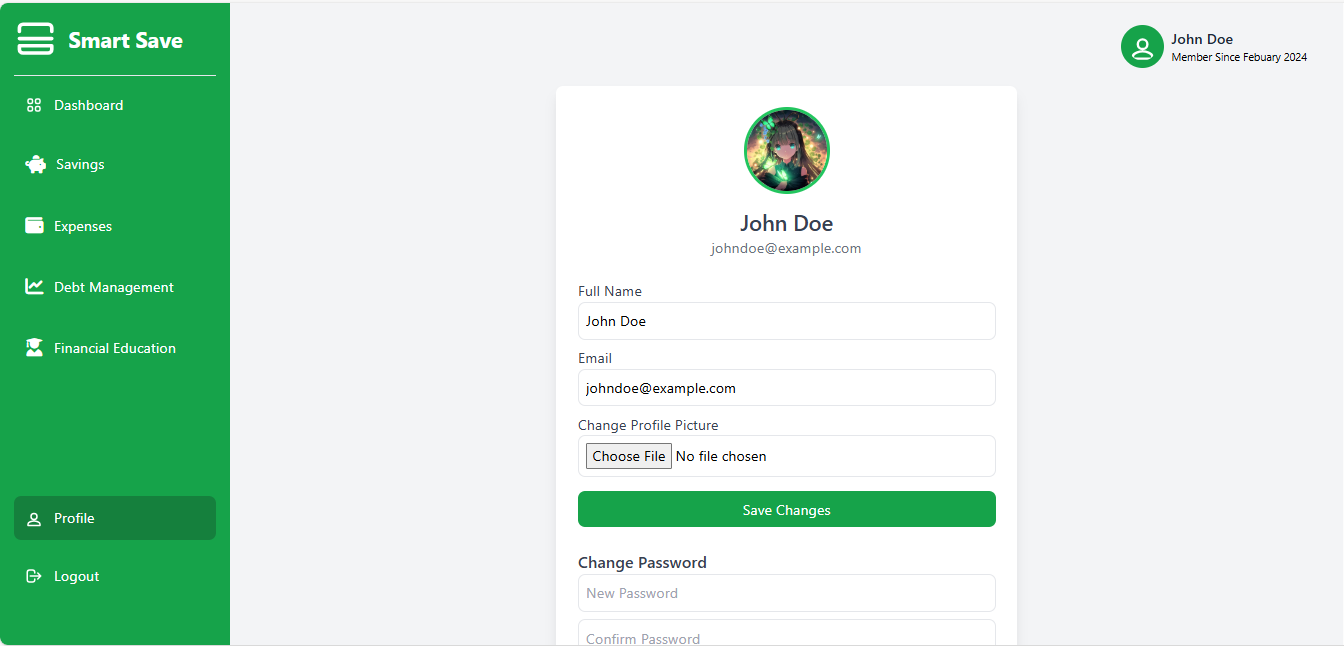 Smart Save
Dashboard
Savings
Expenses
Debt Management
Financial Education
Profile
Logout
John Doe
Member Since Febuary 2024
John Doe
johndoe@example.com
Full Name
John Doe
Email
johndoe@example.com
Change Profile Picture
Choose File No file chosen
Save Changes
Change Password
New Password
Confirm Password